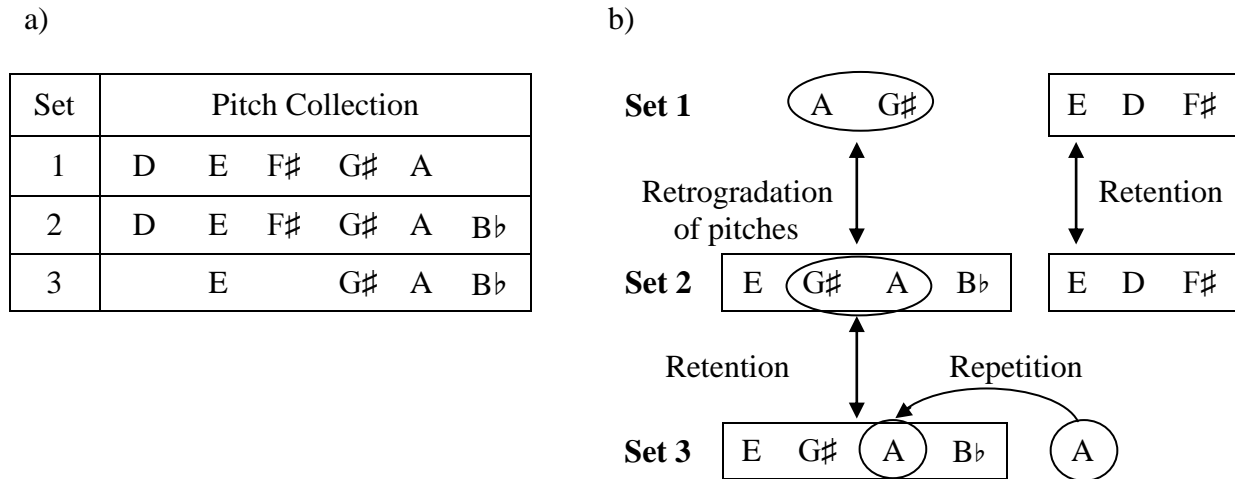 a)
Set Pitch Collection
1 D E F♯ G♯ A
2 D E F♯ G♯ A B♭
3 E G♯ A B♭
b)
Set 1 A G♯ E D F♯
Retrogradation
of pitches
Retention
Set 2 E G♯ A B♭ E D F♯
Retention Repetition
Set 3 E G♯ A B♭ A